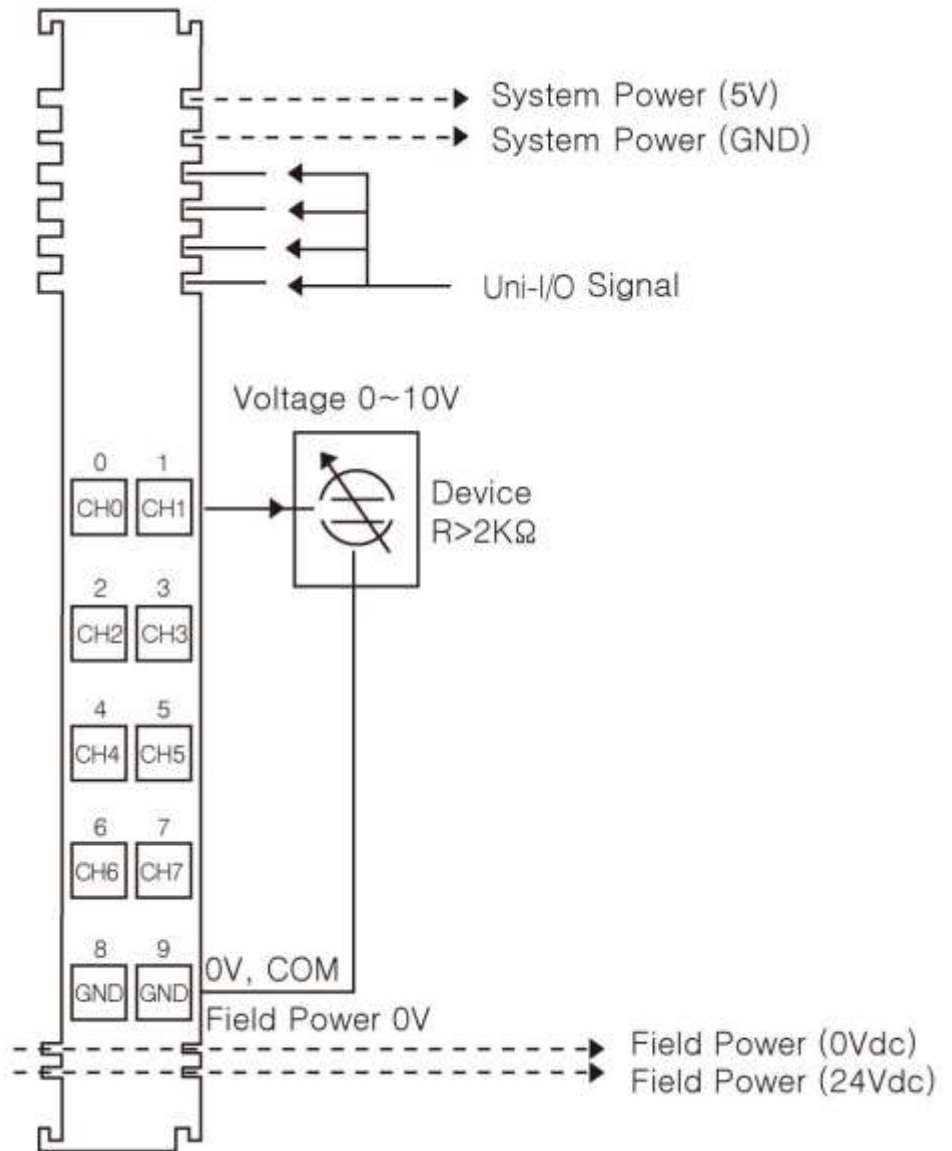 System Power (5V)
System Power (GND)
Uni-I/O Signal
Voltage 0~10V
0 1
CH0 CH1
Device
R>2KΩ
2 3
CH2 CH3
4 5
CH4 CH5
6 7
CH6 CH7
8 9
GND GND
0V, COM
Field Power 0V
Field Power (0Vdc)
Field Power (24Vdc)